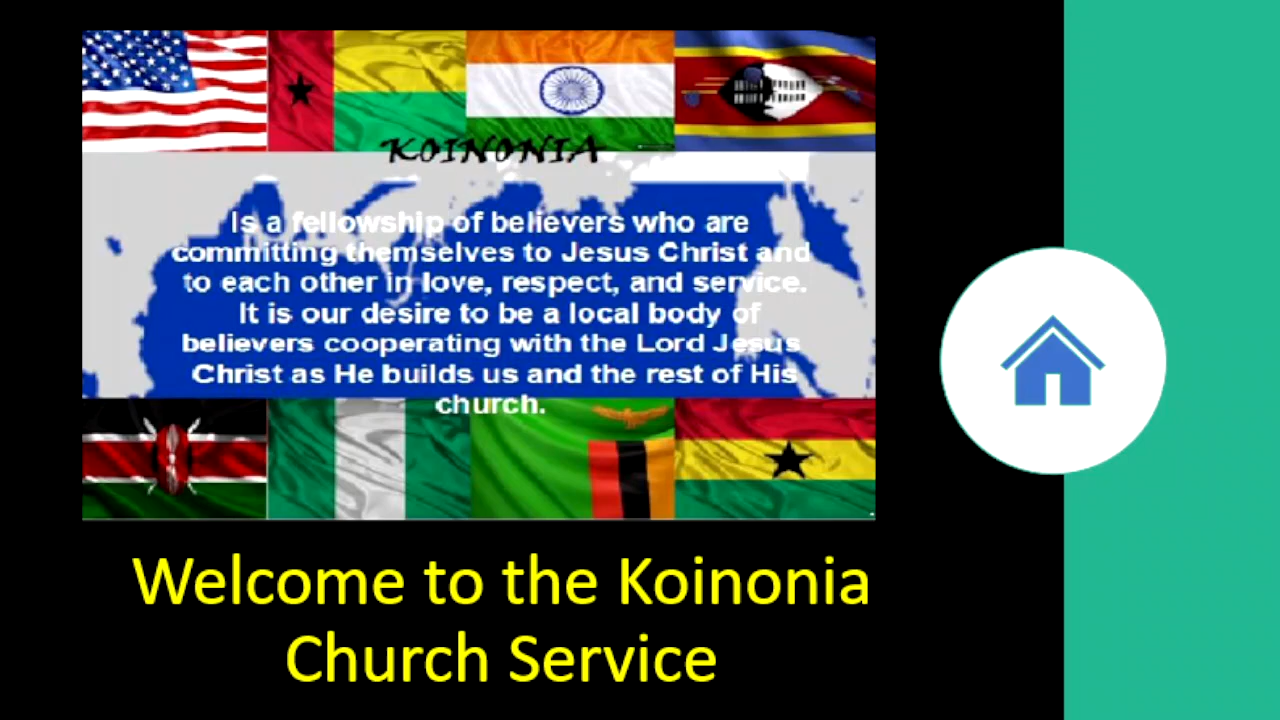 KOINONIA
Is a fellowship of believers who are
committing themselves to Jesus Christ and
to each other in love, respect, and service.
It is our desire to be a local body of
believers cooperating with the Lord Jesus
Christ as He builds us and the rest of His
church.
Welcome to the Koinonia
Church Service